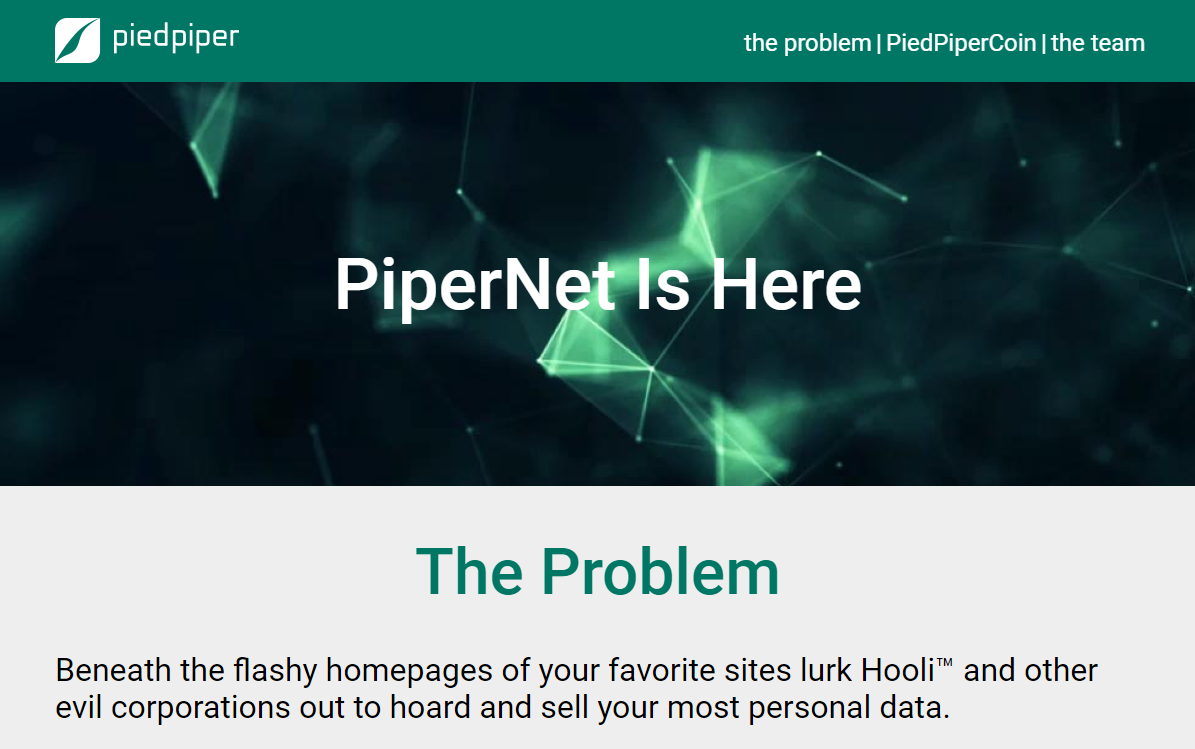 piedpiper
the problem | PiedPiperCoin | the team
PiperNet Is Here
The Problem
Beneath the flashy homepages of your favorite sites lurk Hooli™ and other
evil corporations out to hoard and sell your most personal data.